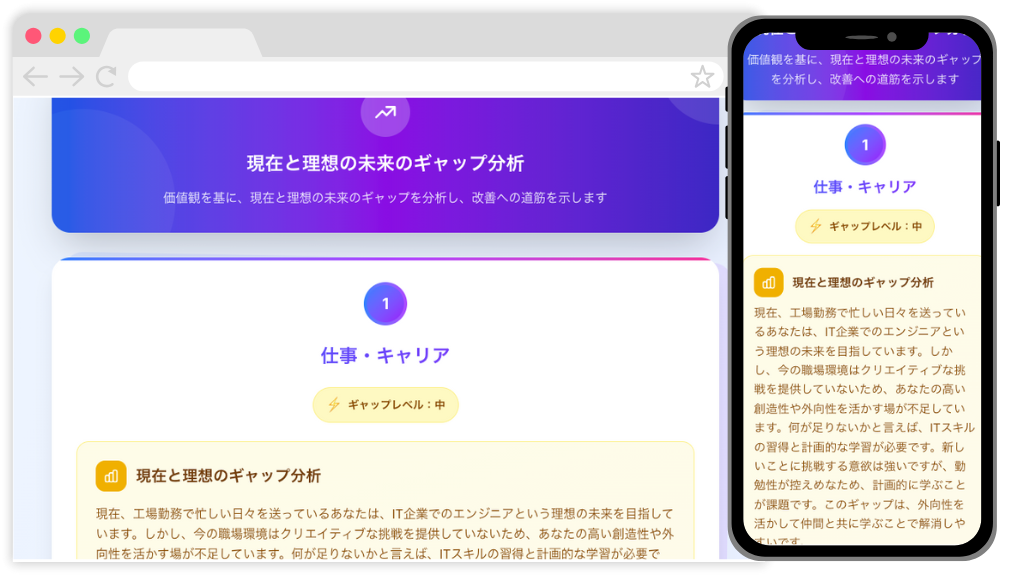 現在と理想の未来のギャップ分析
価値観を基に、現在と理想の未来のギャップを分析し、改善への道筋を示します
1
仕事・キャリア
ギャップレベル：中
現在と理想のギャップ分析
現在、工場勤務で忙しい日々を送っているあなたは、IT企業でのエンジニアという理想の未来を目指して
います。しかし、今の職場環境はクリエイティブな挑戦を提供していないため、あなたの高い創造性や外
向性を活かす場が不足しています。何が足りないかと言えば、ITスキルの習得と計画的な学習が必要で
価値観を基に、現在と理想の未来のギャップ
を分析し、改善への道筋を示します
1
仕事・キャリア
ギャップレベル：中
現在と理想のギャップ分析
現在、工場勤務で忙しい日々を送ってい
るあなたは、IT企業でのエンジニアとい
う理想の未来を目指しています。しか
し、今の職場環境はクリエイティブな挑
戦を提供していないため、あなたの高い
創造性や外向性を活かす場が不足してい
ます。何が足りないかと言えば、ITスキル
の習得と計画的な学習が必要です。新し
いことに挑戦する意欲は強いですが、勤
勉性が控えめなため、計画的に学ぶこと
が課題です。このギャップは、外向性を
活かして仲間と共に学ぶことで解消しや
すいです。